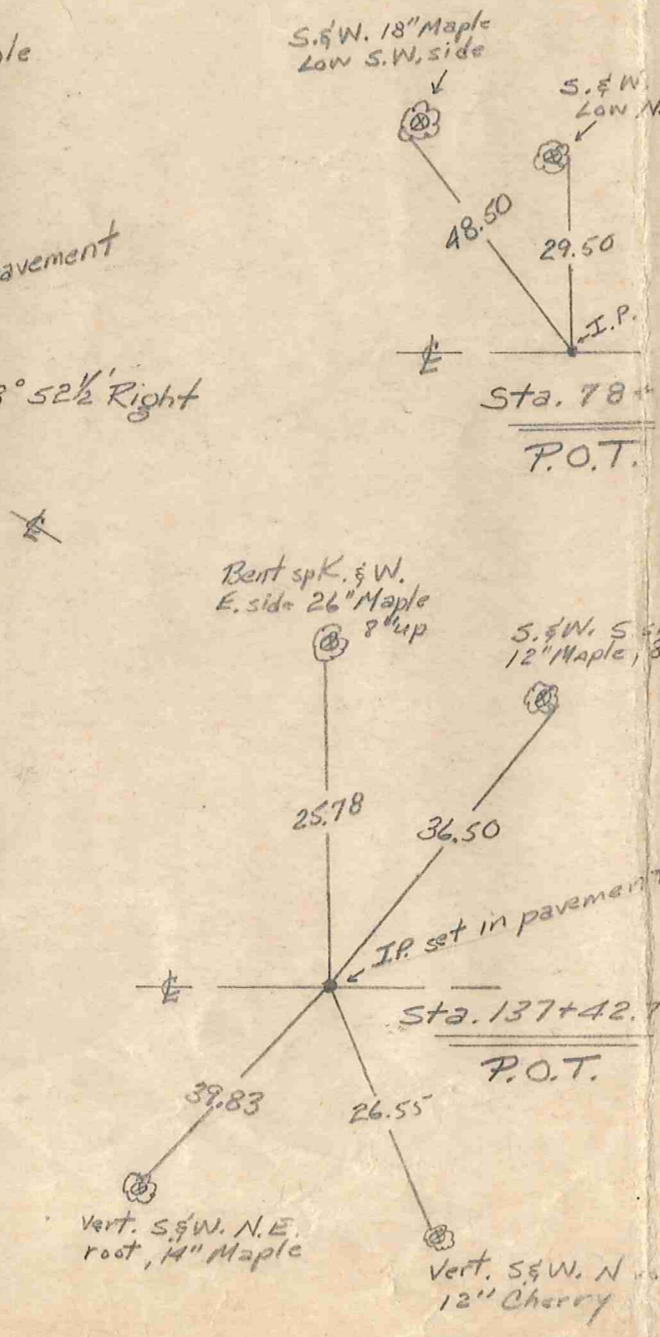 S.&W. 18" Maple
Low S.W. side
S.&W.
Low N.
48.50
29.50
avement
I.P.
℄
° 52½' Right
Sta. 78+
P.O.T.
℄
Bent spk. & W.
E. side 26" Maple
8" up
S.&W. S.
12" Maple,
25.78
36.50
I.P. set in pavement
℄
Sta. 137+42.
P.O.T.
39.83
26.55
Vert. S.&W. N.E.
root, 14" Maple
Vert. S.&W. N
12" Cherry